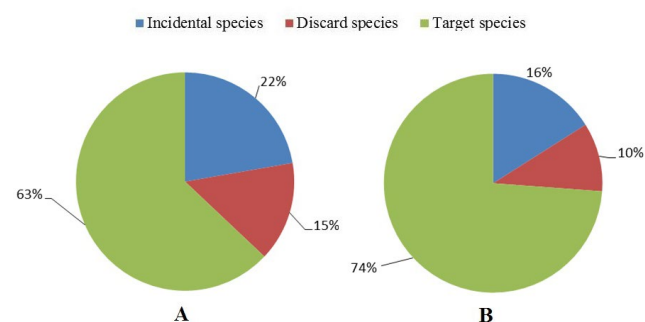 Incidental species Discard species Target species
22%
16%
10%
63%
15%
74%
A
B